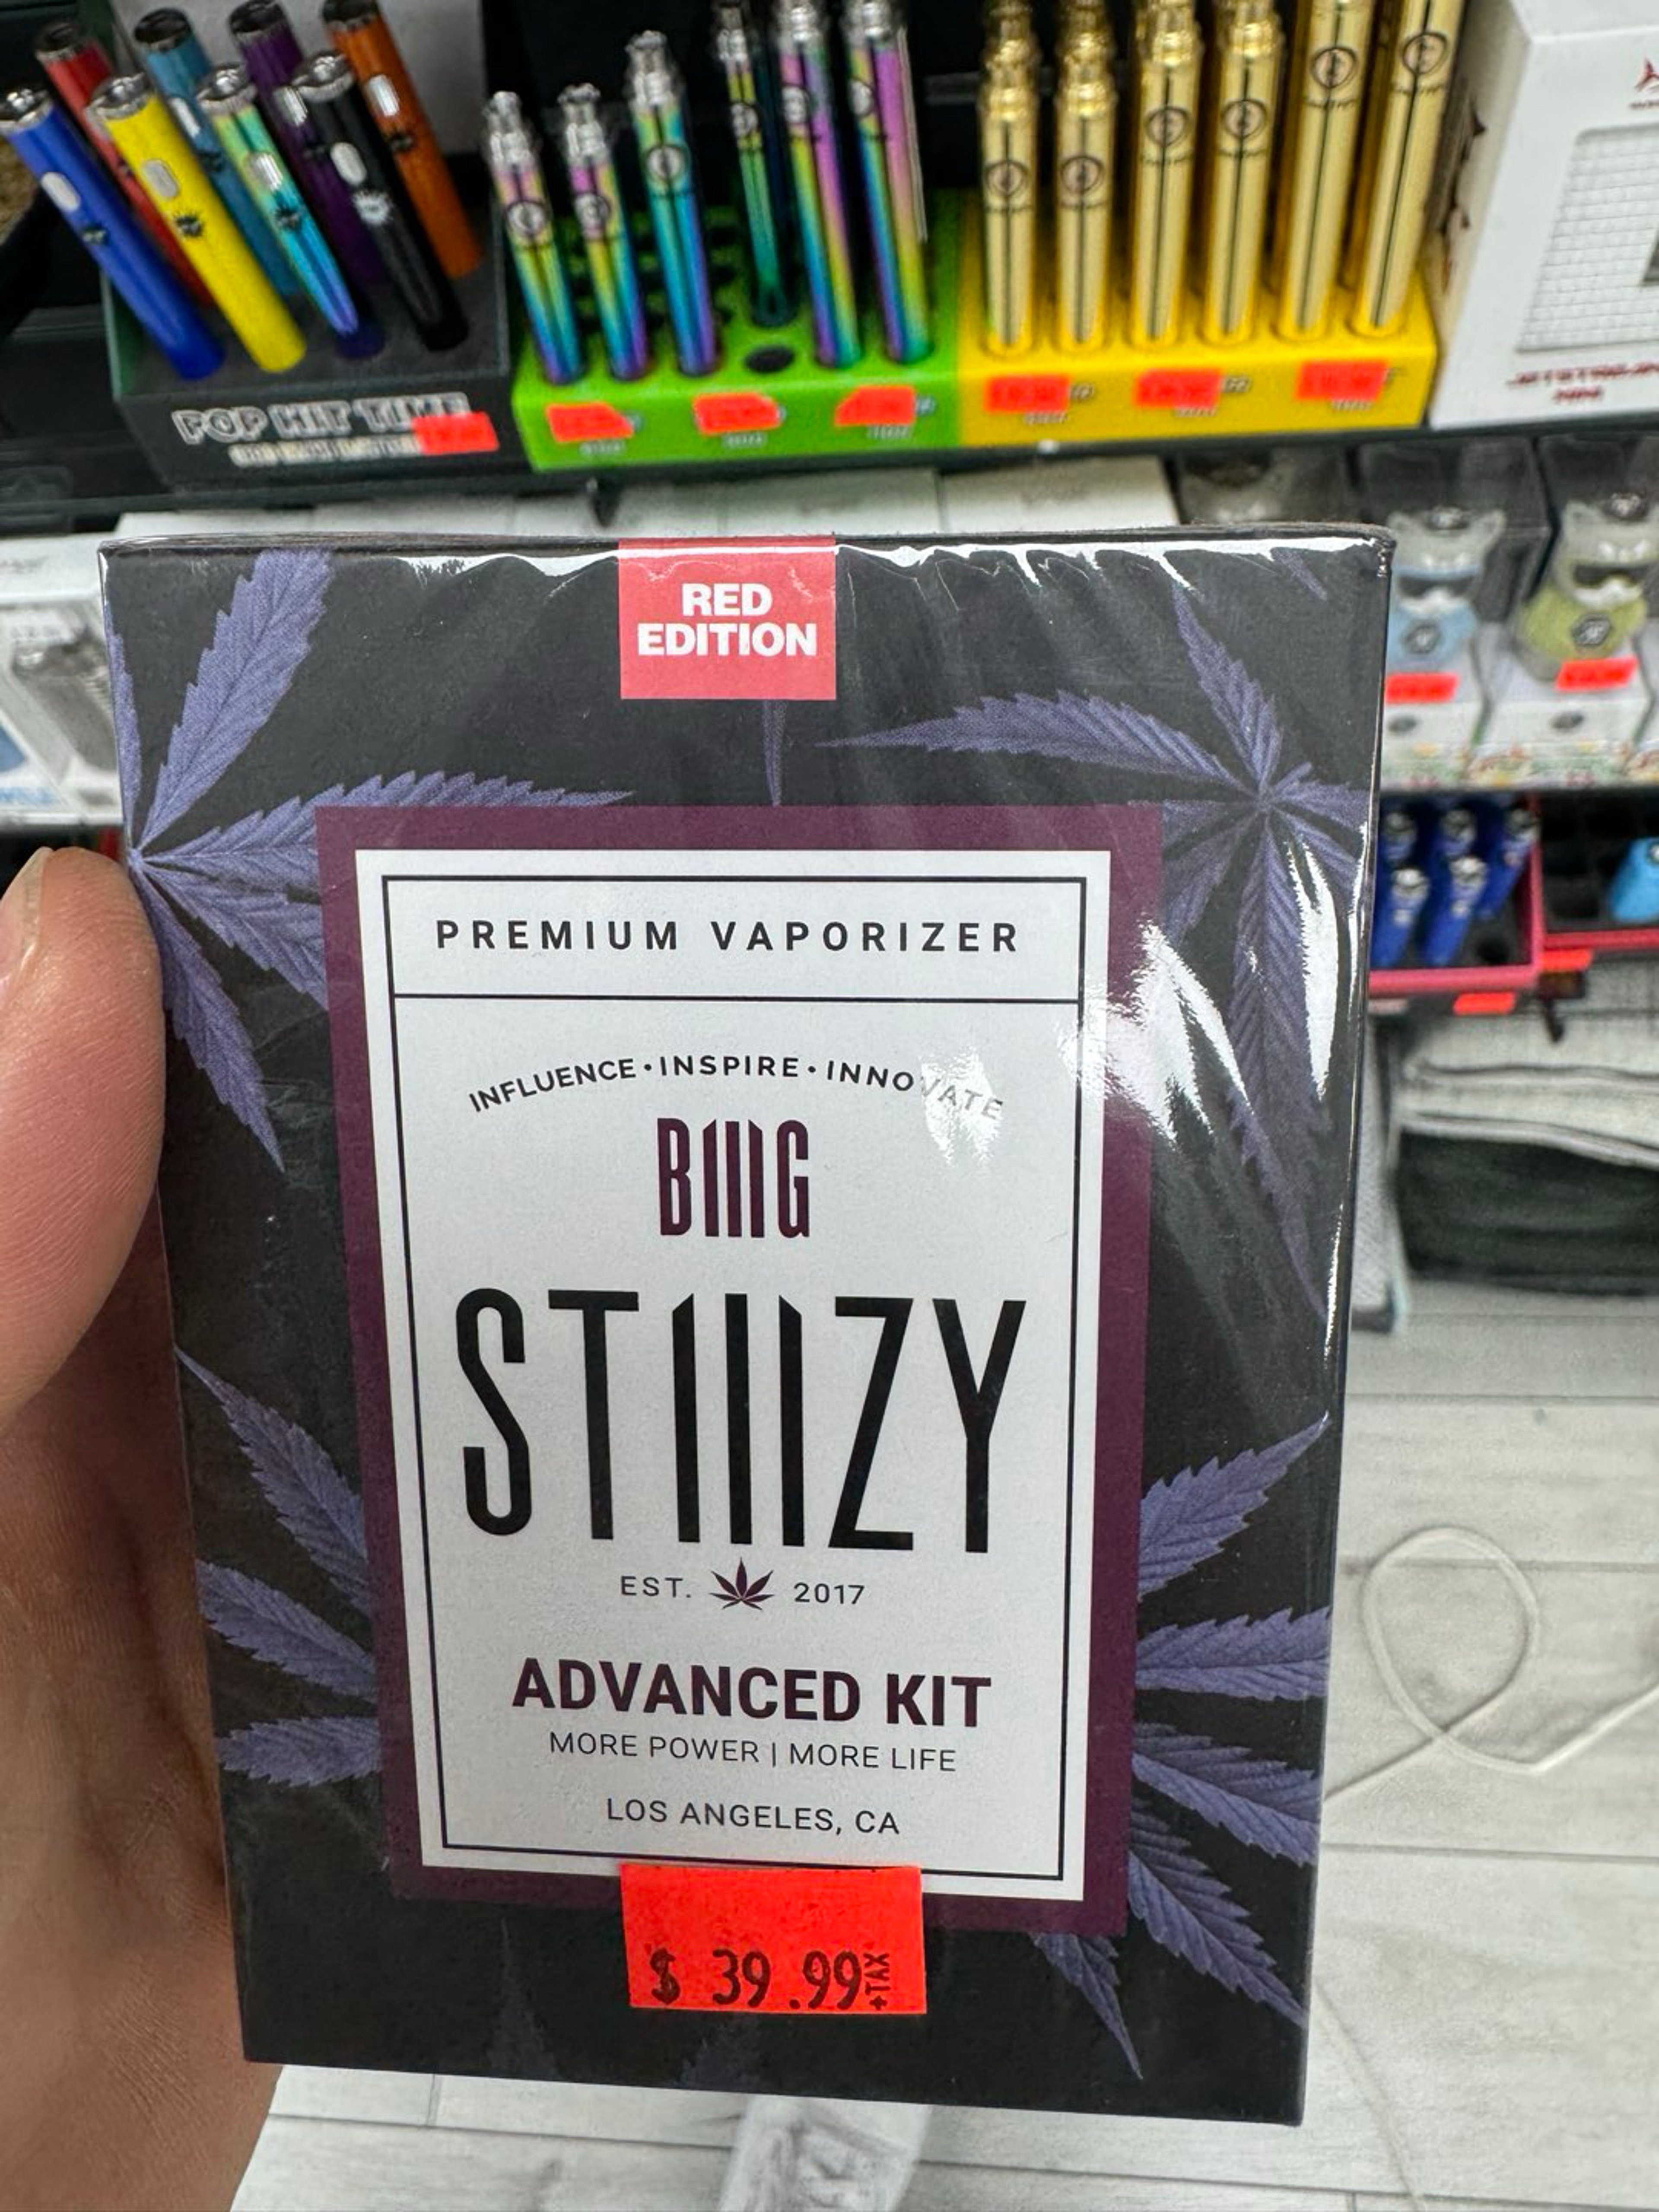 POP HIT TIME
RED
EDITION
PREMIUM VAPORIZER
INFLUENCE • INSPIRE • INNOVATE
BIIIG
STIIIZY
EST. 2017
ADVANCED KIT
MORE POWER | MORE LIFE
LOS ANGELES, CA
$ 39.99 +TAX